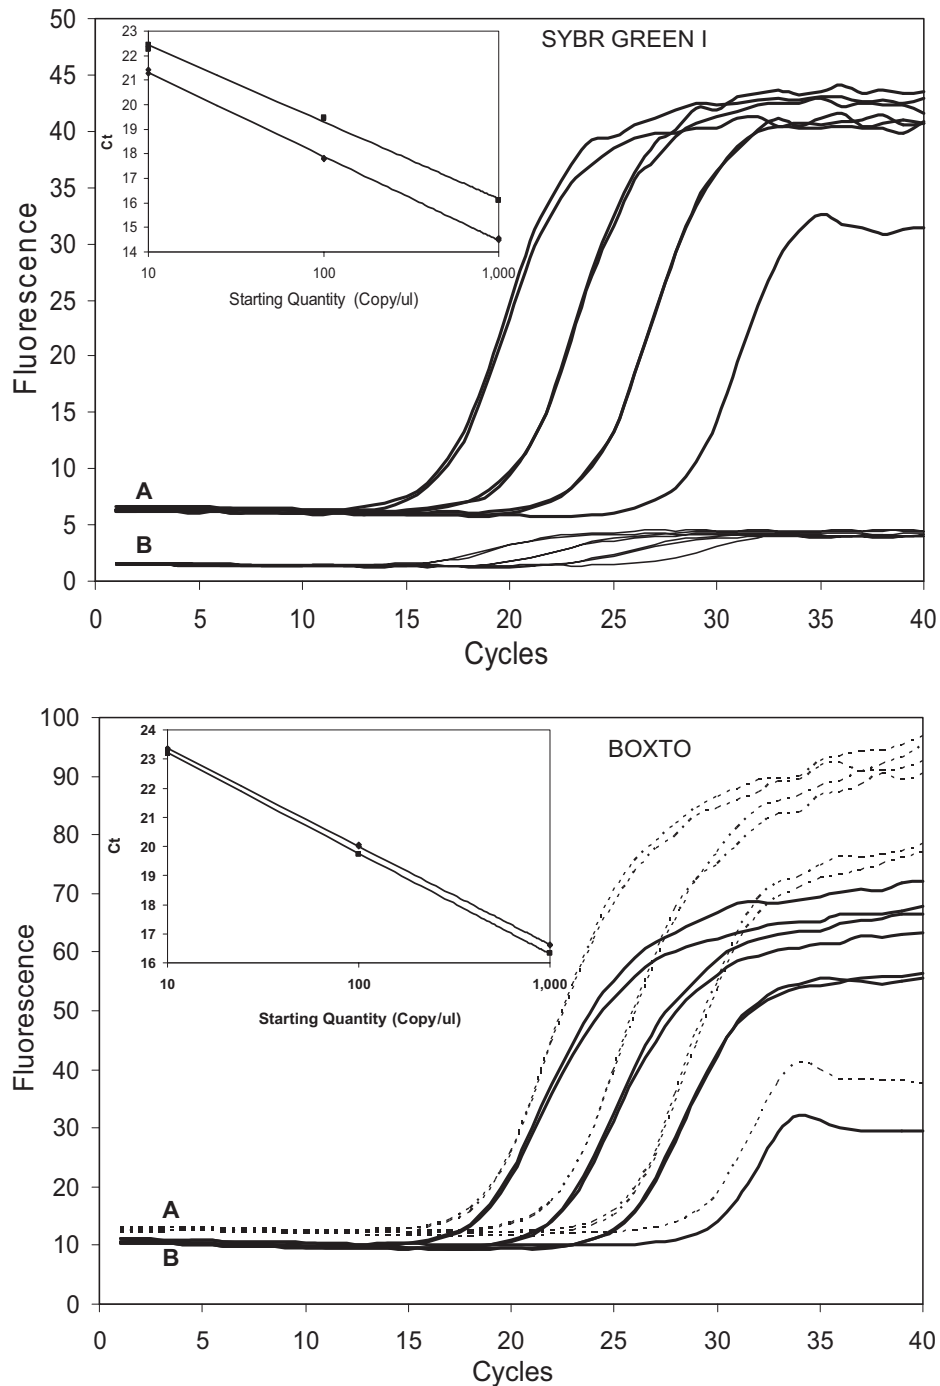 SYBR GREEN I
50
45
40
35
30
25
20
15
10
5
0
Fluorescence
23
22
21
20
19
18
17
16
15
14
Ct
10 100 1,000
Starting Quantity (Copy/ul)
A
B
0 5 10 15 20 25 30 35 40
Cycles
BOXTO
100
90
80
70
60
50
40
30
20
10
0
Fluorescence
24
23
22
21
20
19
18
17
16
Ct
10 100 1,000
Starting Quantity (Copy/ul)
A
B
0 5 10 15 20 25 30 35 40
Cycles